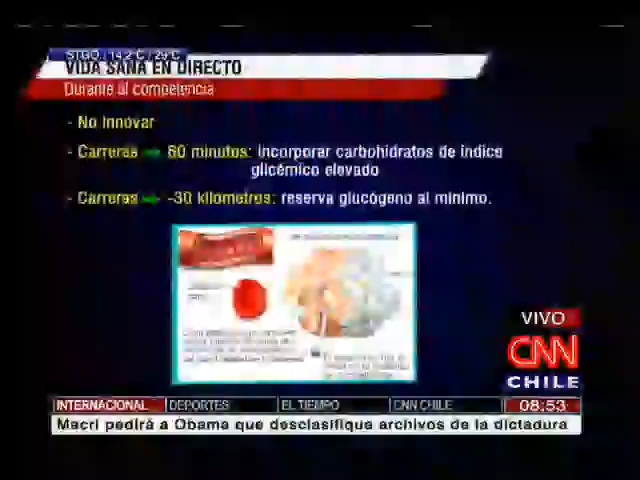 STGO.: 14.2°C / 29°C
VIDA SANA EN DIRECTO
Durante al competencia
- No Innovar
- Carreras → 60 minutos: incorporar carbohidratos de índice
glicémico elevado
- Carreras → -30 kilometros: reserva glucógeno al mínimo.
VIVO
CNN
CHILE
INTERNACIONAL DEPORTES EL TIEMPO CNN CHILE 08:53
Macri pedirá a Obama que desclasifique archivos de la dictadura